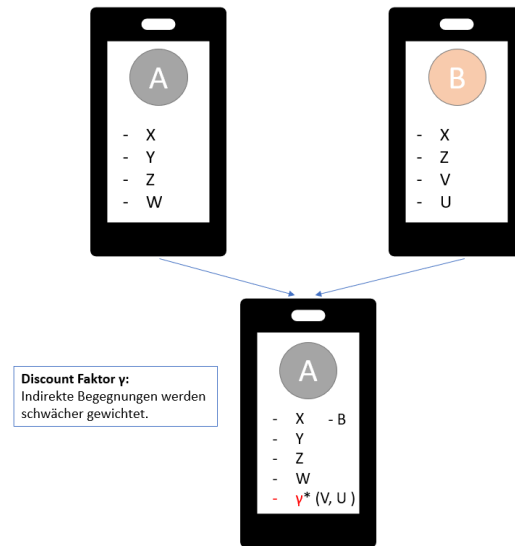 A
- X
- Y
- Z
- W
B
- X
- Z
- V
- U
Discount Faktor γ:
Indirekte Begegnungen werden
schwächer gewichtet.
A
- X - B
- Y
- Z
- W
- γ* (V, U )